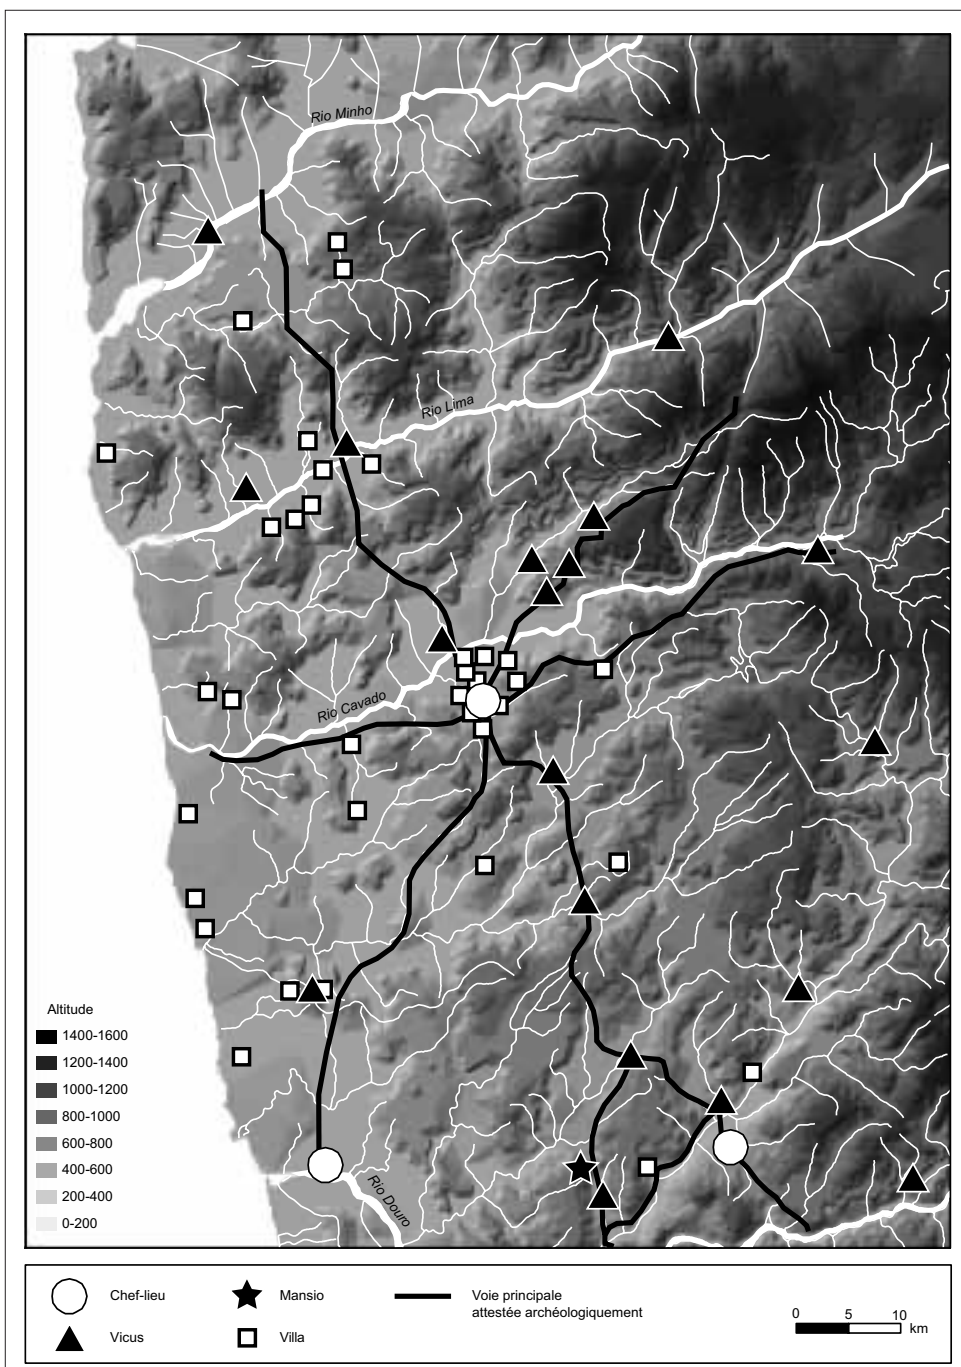 Rio Minho
Rio Lima
Rio Cavado
Rio Douro
Altitude
1400-1600
1200-1400
1000-1200
800-1000
600-800
400-600
200-400
0-200
Chef-lieu
Mansio
Voie principale
attestée archéologiquement
Vicus
Villa
0 5 10
km